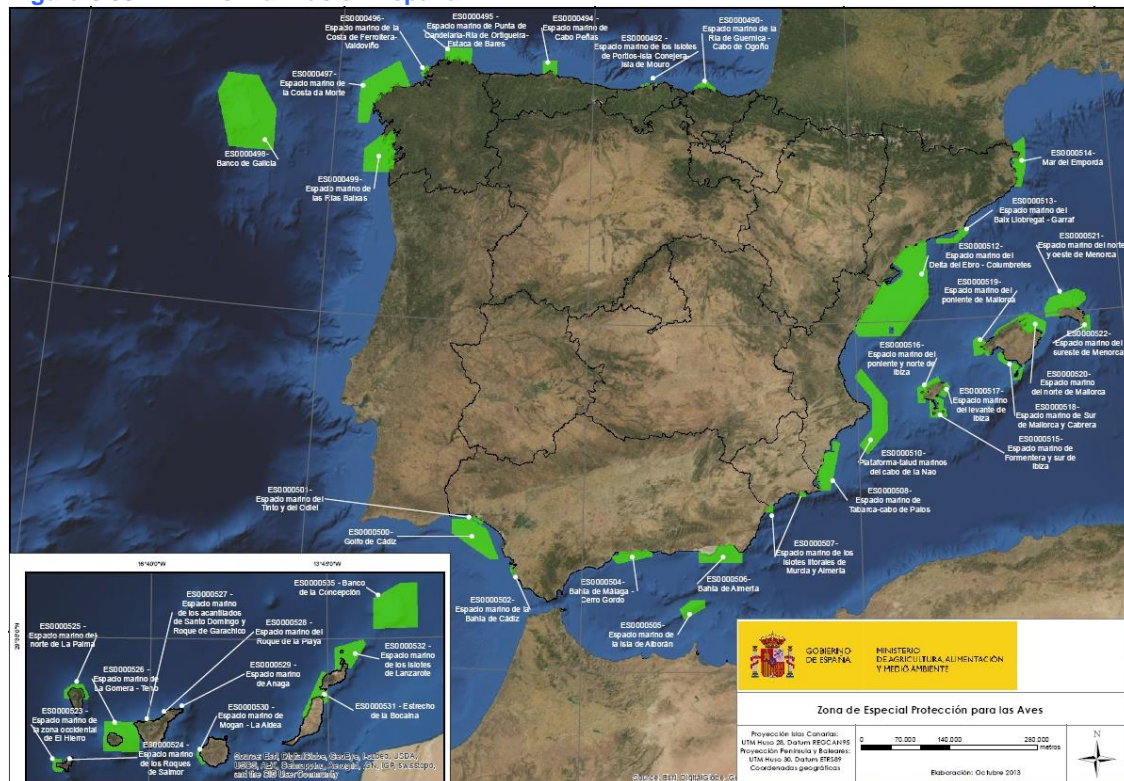 ES0000496-
Espacio marino de la
Costa de Ferrolterra-
Valdoviño
ES0000495 -
Espacio marino de Punta de
Candelaria-Ría de Ortigueira-
Estaca de Bares
ES0000494 -
Espacio marino de
Cabo Peñas
ES0000492 -
Espacio marino de los Islotes
de Portios-Isla Conejera-
Isla de Mouro
ES0000490-
Espacio marino de la
Ría de Guernica -
Cabo de Ogoño
ES0000497-
Espacio marino de
la Costa da Morte
ES0000498-
Banco de Galicia
ES0000499-
Espacio marino de
las Rías Baixas
ES0000514-
Mar del Empordà
ES0000513-
Espacio marino del
Baix Llobregat - Garraf
ES0000512-
Espacio marino del
Delta del Ebro - Columbretes
ES0000521-
Espacio marino del norte
y oeste de Menorca
ES0000519-
Espacio marino del
poniente de Mallorca
ES0000522-
Espacio marino del
sureste de Menorca
ES0000516-
Espacio marino del
poniente y norte de
Ibiza
ES0000520-
Espacio marino
del norte de Mallorca
ES0000517-
Espacio marino
del levante de
Ibiza
ES0000518-
Espacio marino de Sur
de Mallorca y Cabrera
ES0000515-
Espacio marino de
Formentera y sur de
Ibiza
ES0000510-
Plataforma-talud marinos
del cabo de la Nao
ES0000508-
Espacio marino de
Tabarca-cabo de Palos
ES0000507-
Espacio marino de los
islotes litorales de
Murcia y Almería
ES0000501-
Espacio marino del
Tinto y del Odiel
ES0000500-
Golfo de Cádiz
ES0000502-
Espacio marino de la
Bahía de Cádiz
ES0000504-
Bahía de Málaga -
Cerro Gordo
ES0000506-
Bahía de Almería
ES0000505-
Espacio marino de
la Isla de Alborán
13°45'0"W
ES0000535 - Banco
de la Concepción
ES0000527 -
Espacio marino
de los acantilados
de Santo Domingo y
Roque de Garachico
ES0000528 -
Espacio marino del
Roque de la Playa
ES0000525 -
Espacio marino del
norte de La Palma
ES0000526 -
Espacio marino de
La Gomera - Teno
ES0000529 -
Espacio marino
de Anaga
ES0000532 -
Espacio marino
de los Islotes
de Lanzarote
ES0000530 -
Espacio marino de
Mogan - La Aldea
ES0000531 - Estrecho
de la Bocaina
ES0000523 -
Espacio marino de
la zona occidental
de El Hierro
ES0000524 -
Espacio marino
de los Roques
de Salmor
GOBIERNO
DE ESPAÑA
MINISTERIO
DE AGRICULTURA, ALIMENTACIÓN
Y MEDIO AMBIENTE
Zona de Especial Protección para las Aves
Proyección Islas Canarias:
UTM Huso 28. Datum REGCAN95
Proyección Península y Baleares:
UTM Huso 30. Datum ETRS89
Coordenadas geográficas
0 70.000 140.000 280.000
metros
N
Elaboración: Octubre 2013